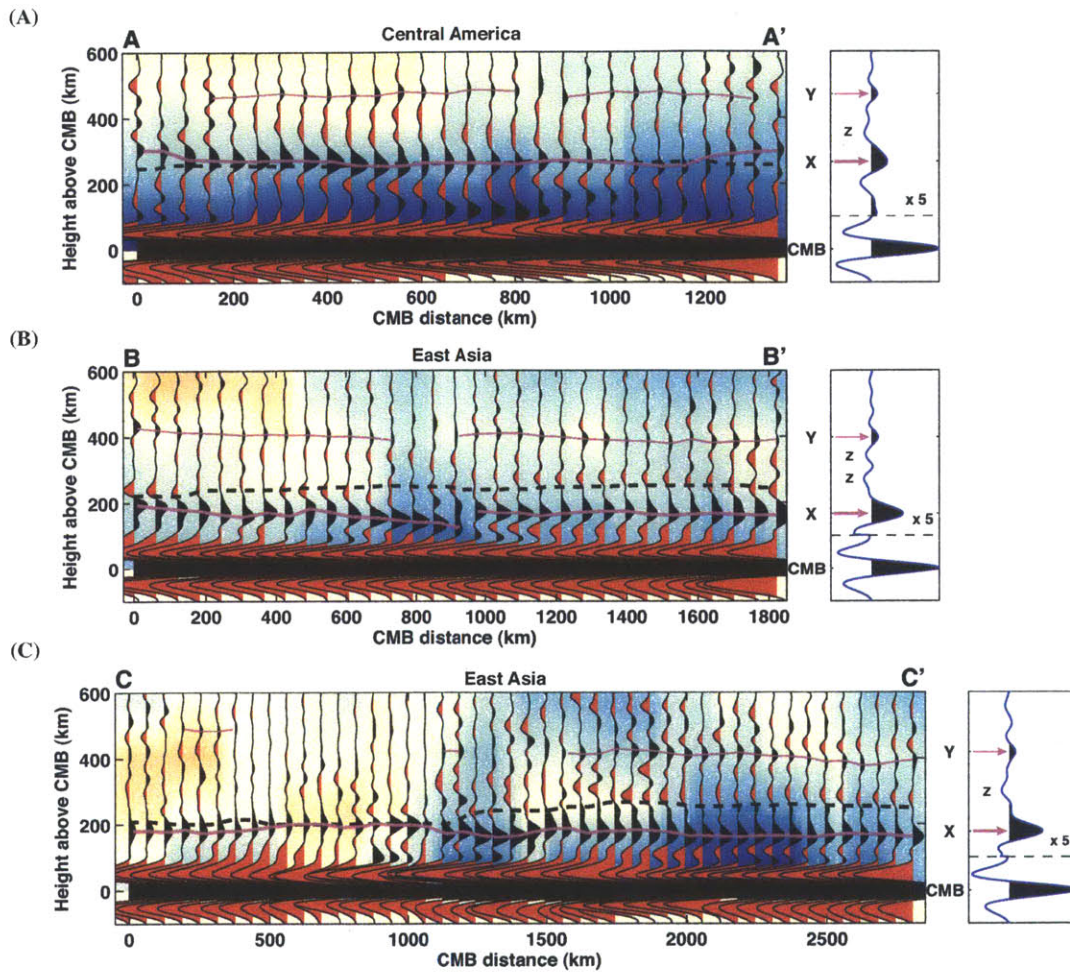 (A)
A Central America A'
600
400
200
0
Height above CMB (km)
0 200 400 600 800 1000 1200
CMB distance (km)
Y
z
X
x 5
CMB
(B)
B East Asia B'
600
400
200
0
Height above CMB (km)
0 200 400 600 800 1000 1200 1400 1600 1800
CMB distance (km)
Y
z
z
X
x 5
CMB
(C)
C East Asia C'
600
400
200
0
Height above CMB (km)
0 500 1000 1500 2000 2500
CMB distance (km)
Y
z
X
x 5
CMB